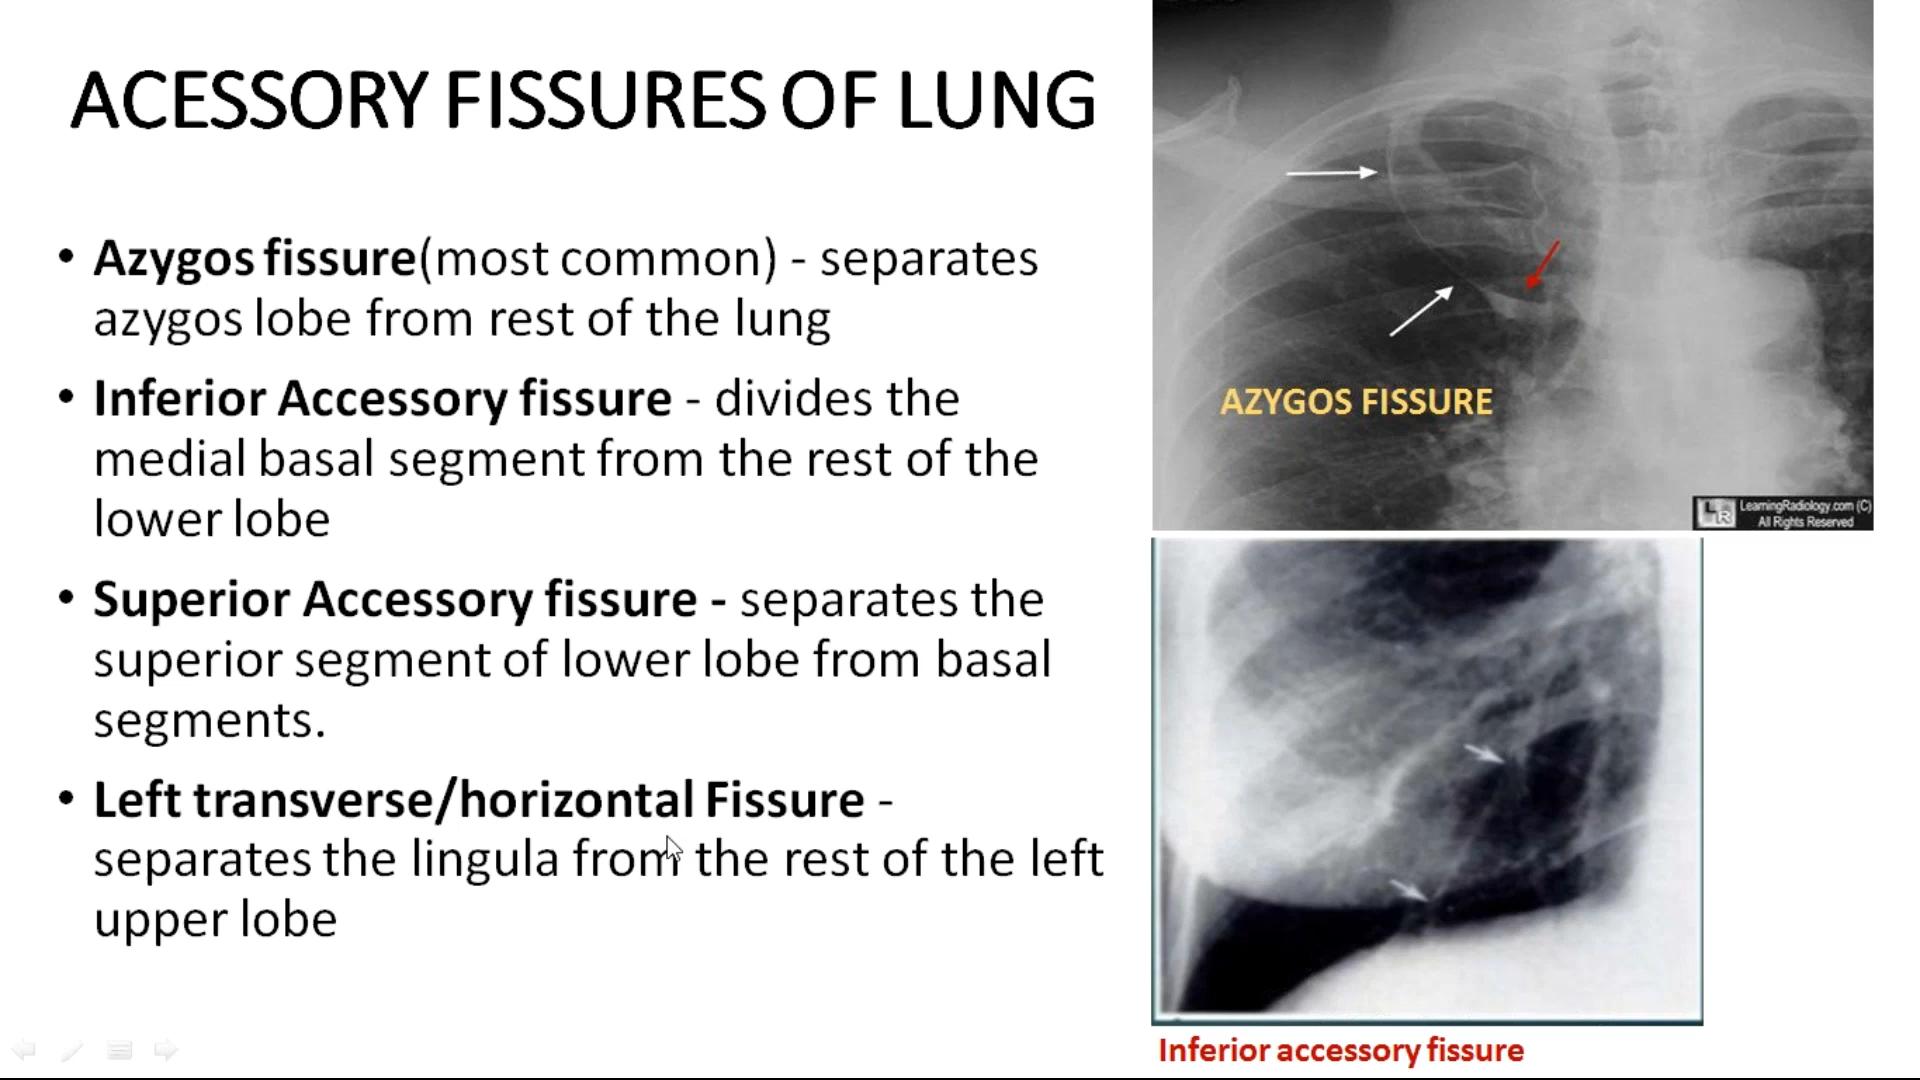 ACESSORY FISSURES OF LUNG
• Azygos fissure(most common) - separates
azygos lobe from rest of the lung
• Inferior Accessory fissure - divides the
medial basal segment from the rest of the
lower lobe
• Superior Accessory fissure - separates the
superior segment of lower lobe from basal
segments.
• Left transverse/horizontal Fissure -
separates the lingula from the rest of the left
upper lobe
AZYGOS FISSURE
LR
LearningRadiology.com (C)
All Rights Reserved
Inferior accessory fissure